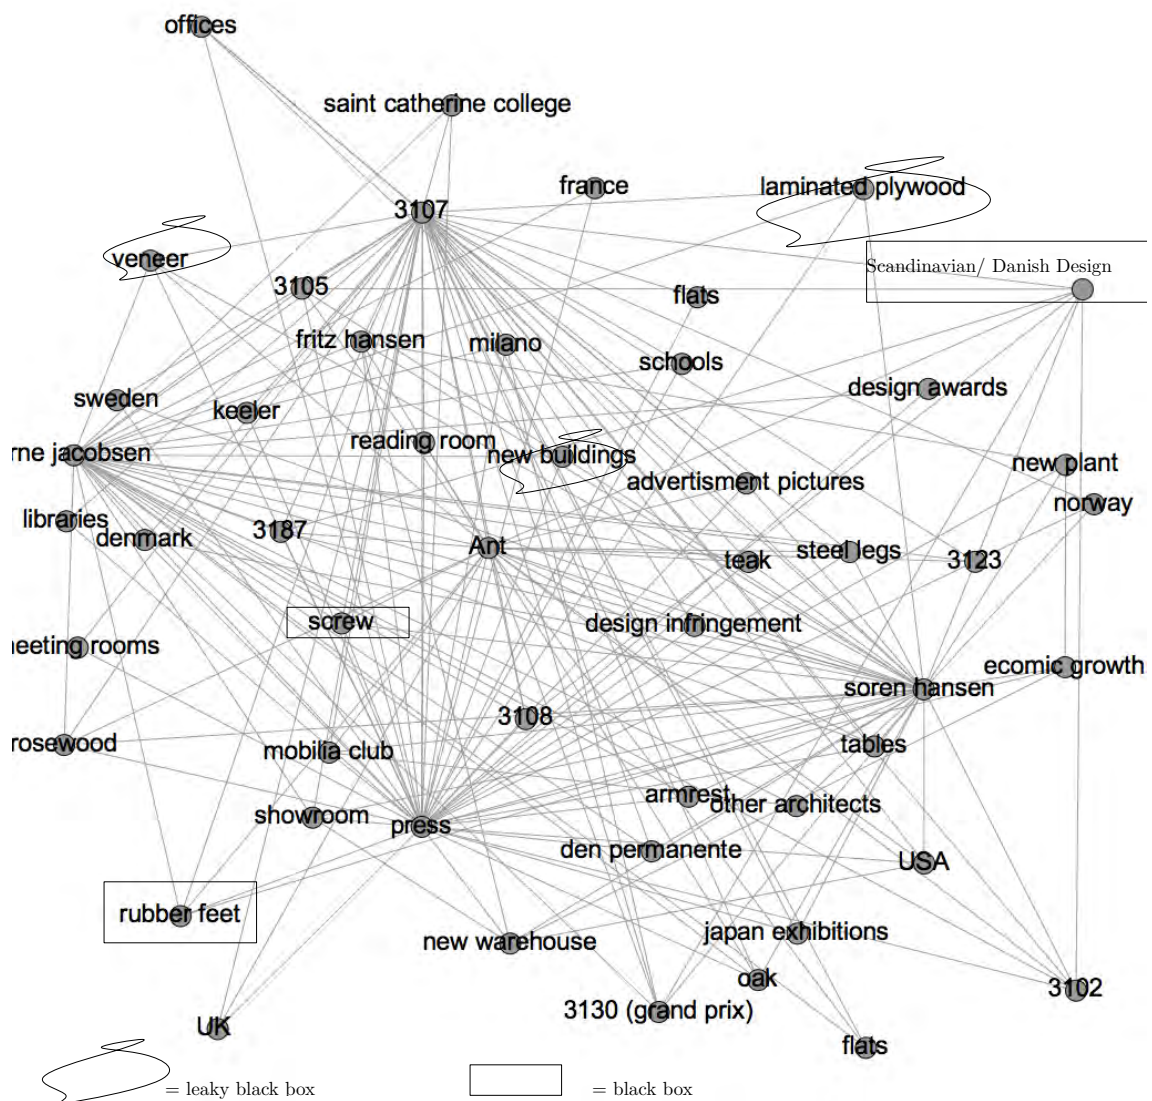 offices
saint catherine college
france
laminated plywood
3107
veneer
Scandinavian/ Danish Design
3105
flats
fritz hansen
milano
schools
design awards
sweden
keeler
reading room
new buildings
rne jacobsen
new plant
advertisment pictures
norway
libraries
denmark
3187
Ant
teak
steel legs
3123
screw
design infringement
neeting rooms
ecomic growth
soren hansen
3108
rosewood
mobilia club
tables
armrest
other architects
showroom
press
den permanente
USA
rubber feet
new warehouse
japan exhibitions
oak
3102
3130 (grand prix)
UK
flats
= leaky black box
= black box